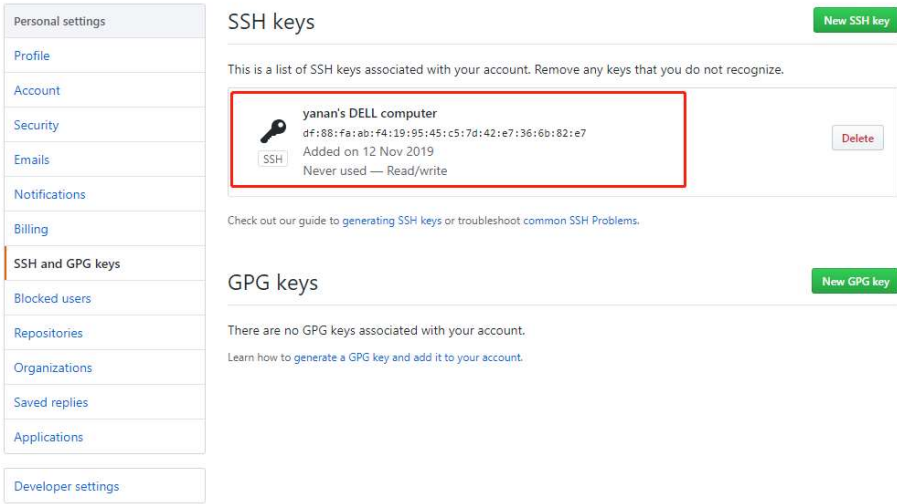 Personal settings
Profile
Account
Security
Emails
Notifications
Billing
SSH and GPG keys
Blocked users
Repositories
Organizations
Saved replies
Applications
Developer settings
SSH keys
New SSH key
This is a list of SSH keys associated with your account. Remove any keys that you do not recognize.
yanan's DELL computer
df:88:fa:ab:f4:19:95:45:c5:7d:42:e7:36:6b:82:e7
SSH
Added on 12 Nov 2019
Never used — Read/write
Delete
Check out our guide to generating SSH keys or troubleshoot common SSH Problems.
GPG keys
New GPG key
There are no GPG keys associated with your account.
Learn how to generate a GPG key and add it to your account.